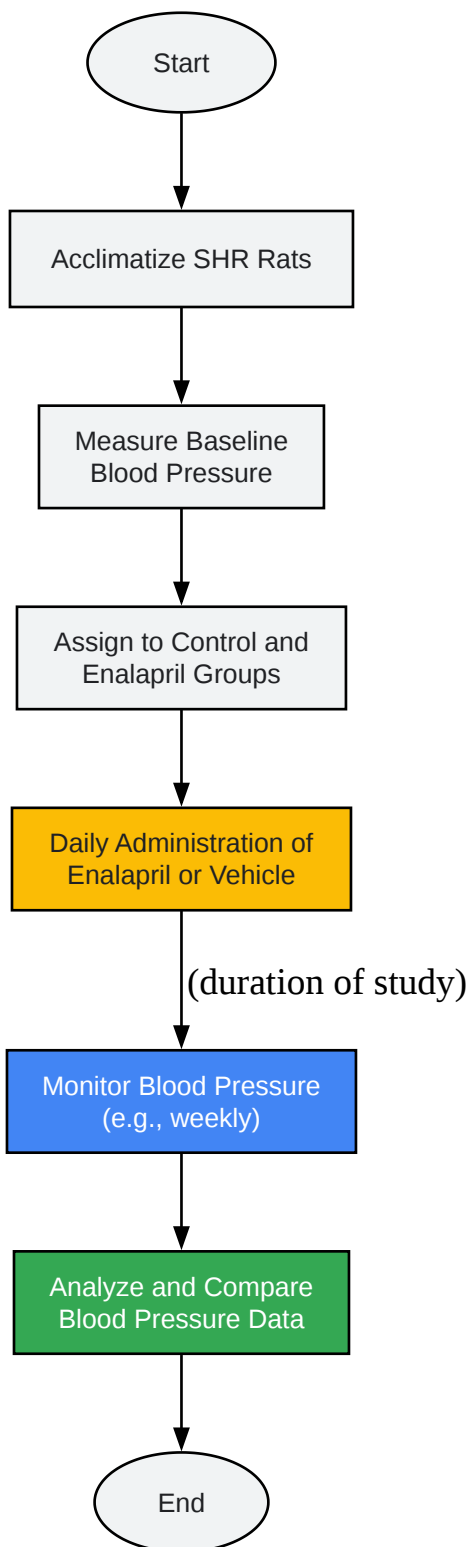 Start
Acclimatize SHR Rats
Measure Baseline
Blood Pressure
Assign to Control and
Enalapril Groups
Daily Administration of
Enalapril or Vehicle
(duration of study)
Monitor Blood Pressure
(e.g., weekly)
Analyze and Compare
Blood Pressure Data
End